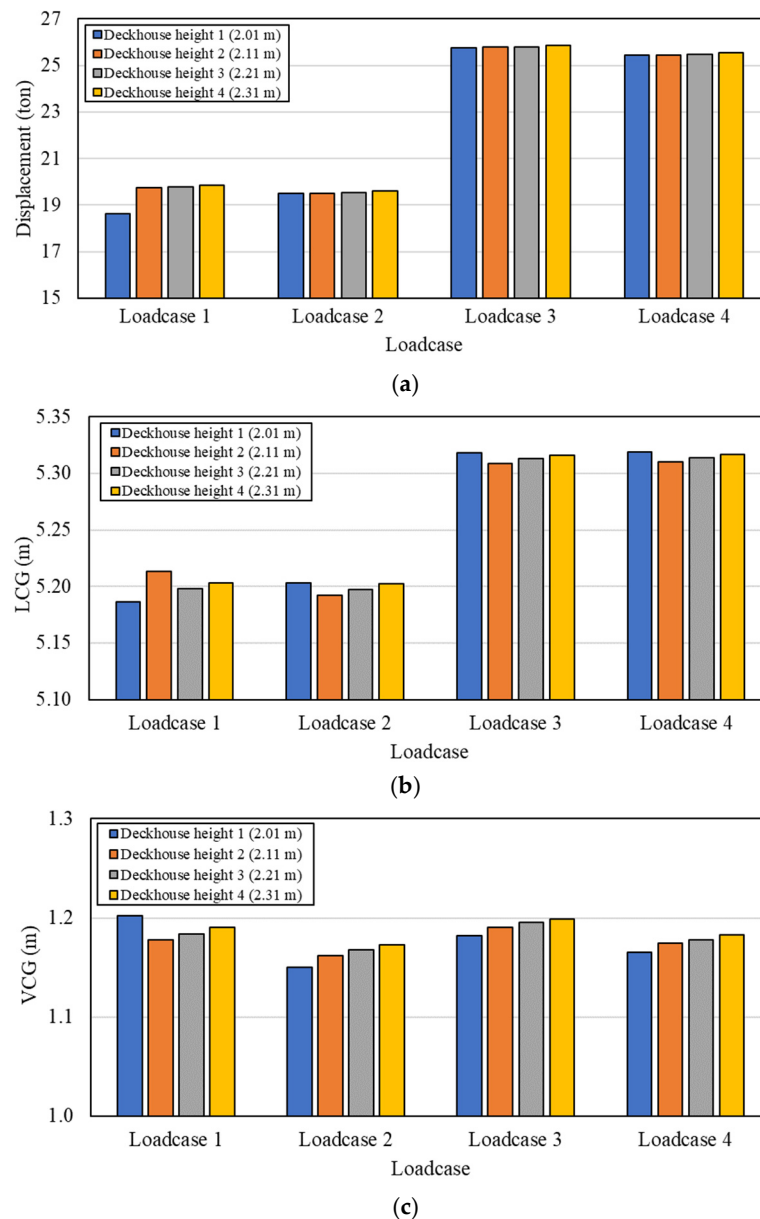 27
25
23
21
19
17
15
Displacement (ton)
Deckhouse height 1 (2.01 m)
Deckhouse height 2 (2.11 m)
Deckhouse height 3 (2.21 m)
Deckhouse height 4 (2.31 m)
Loadcase 1 Loadcase 2 Loadcase 3 Loadcase 4
Loadcase
(a)
5.35
5.30
5.25
5.20
5.15
5.10
LCG (m)
Deckhouse height 1 (2.01 m)
Deckhouse height 2 (2.11 m)
Deckhouse height 3 (2.21 m)
Deckhouse height 4 (2.31 m)
Loadcase 1 Loadcase 2 Loadcase 3 Loadcase 4
Loadcase
(b)
1.3
1.2
1.1
1.0
VCG (m)
Deckhouse height 1 (2.01 m)
Deckhouse height 2 (2.11 m)
Deckhouse height 3 (2.21 m)
Deckhouse height 4 (2.31 m)
Loadcase 1 Loadcase 2 Loadcase 3 Loadcase 4
Loadcase
(c)